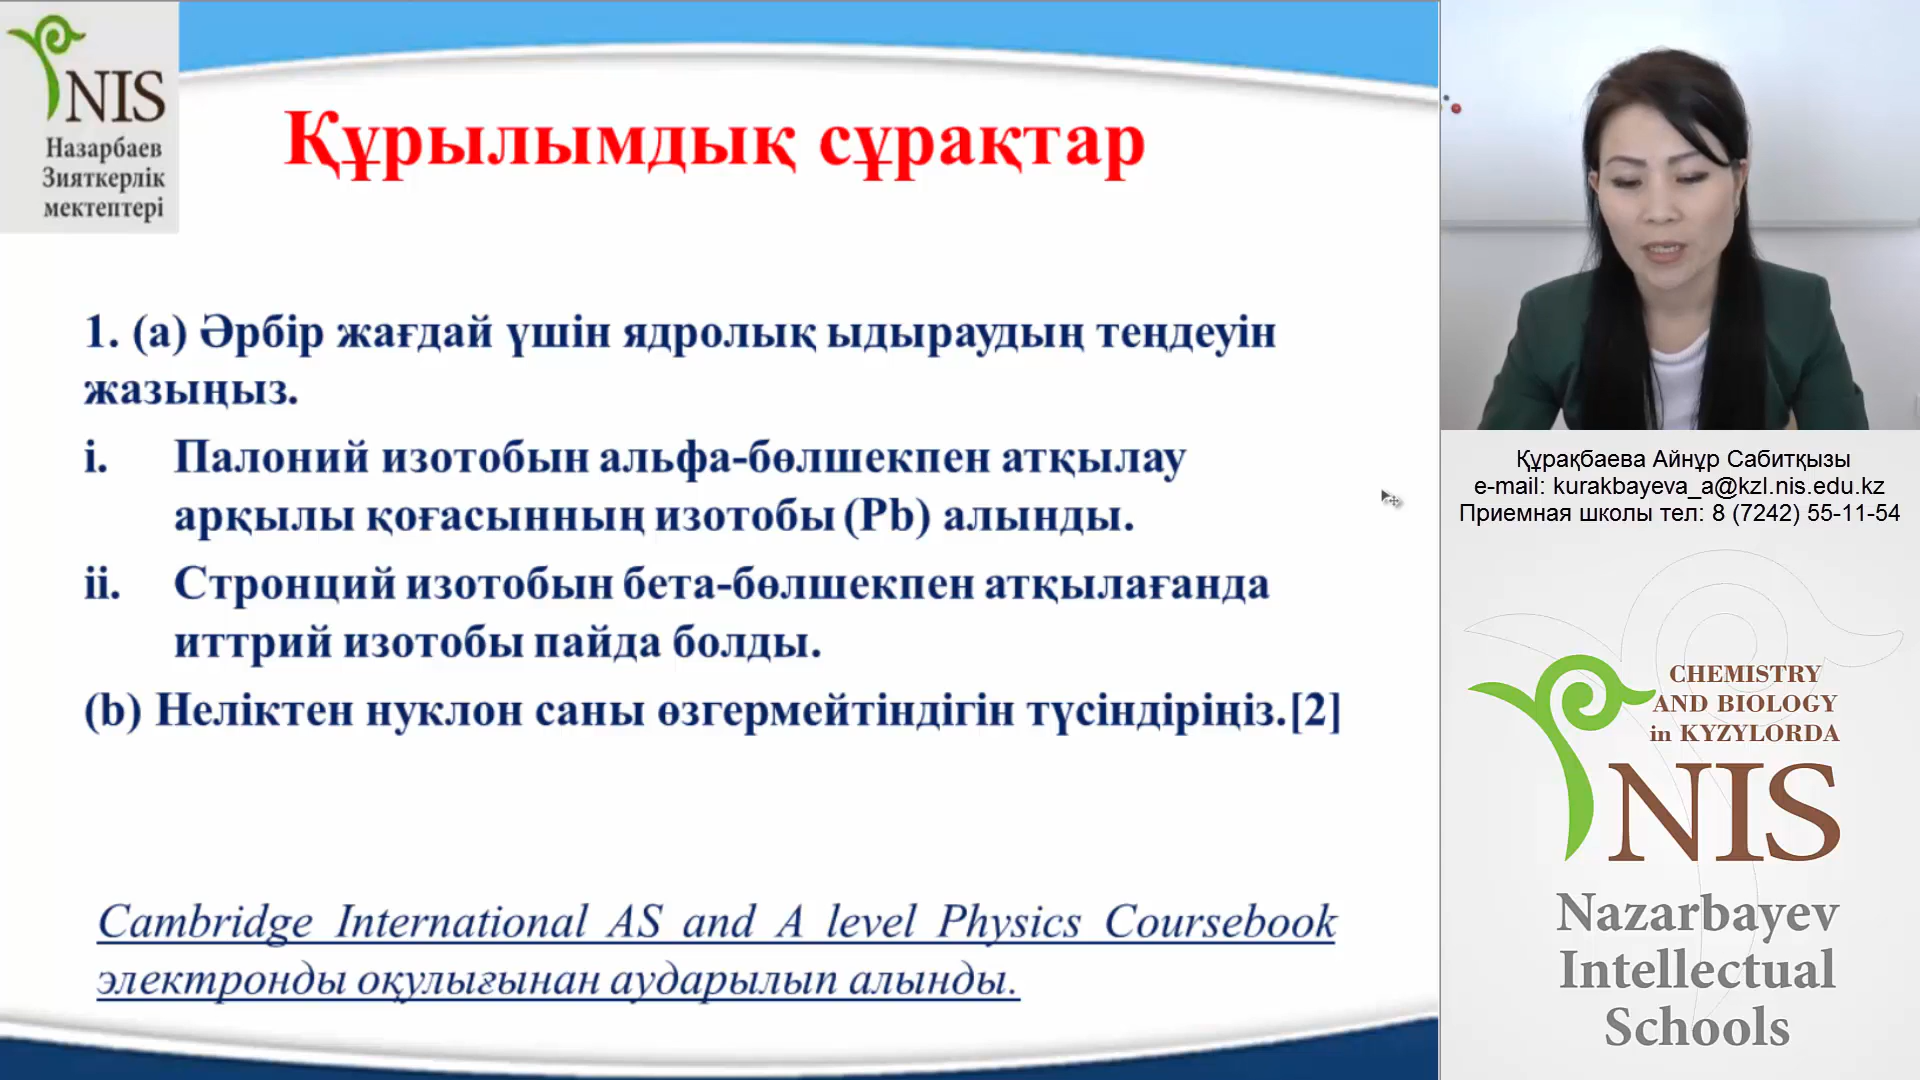 NIS
Назарбаев
Зияткерлік
мектептері
Құрылымдық сұрақтар
1. (a) Әрбір жағдай үшін ядролық ыдыраудың теңдеуін
жазыңыз.
i. Палоний изотобын альфа-бөлшекпен атқылау
арқылы қоғасынның изотобы (Pb) алынды.
ii. Стронций изотобын бета-бөлшекпен атқылағанда
иттрий изотобы пайда болды.
(b) Неліктен нуклон саны өзгермейтіндігін түсіндіріңіз.[2]
Cambridge International AS and A level Physics Coursebook
электронды оқулығынан аударылып алынды.
Құрақбаева Айнұр Сабитқызы
e-mail: kurakbayeva_a@kzl.nis.edu.kz
Приемная школы тел: 8 (7242) 55-11-54
CHEMISTRY
AND BIOLOGY
in KYZYLORDA
NIS
Nazarbayev
Intellectual
Schools